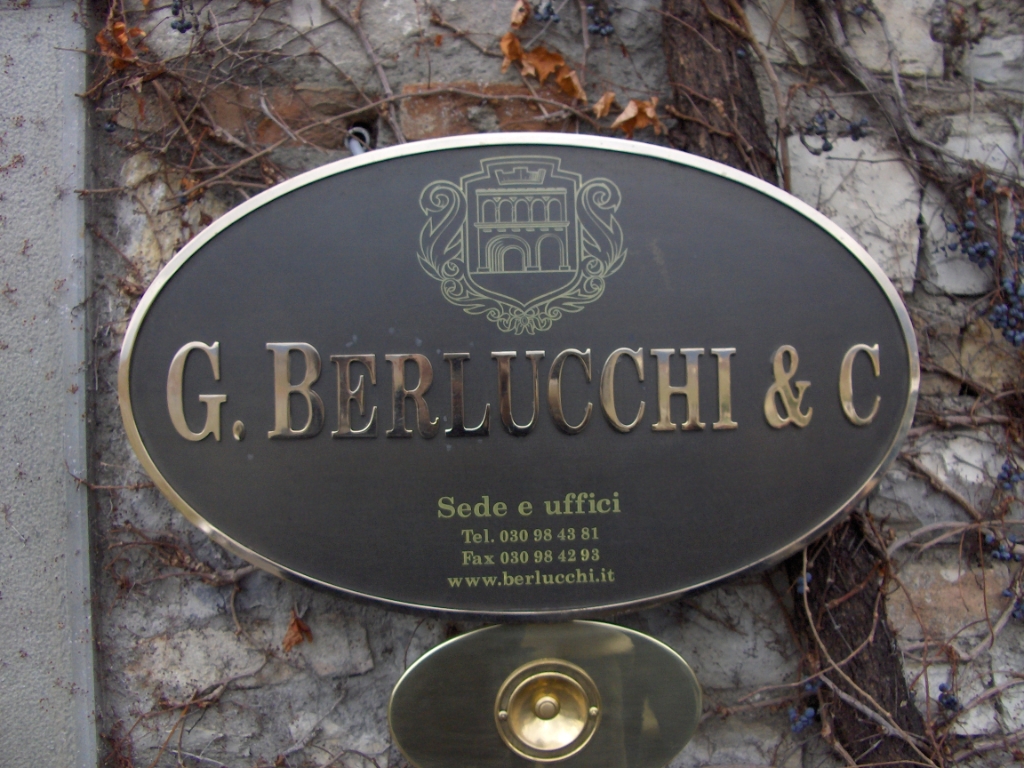 G. BERLUCCHI & C
Sede e uffici
Tel. 030 98 43 81
Fax 030 98 42 93
www.berlucchi.it